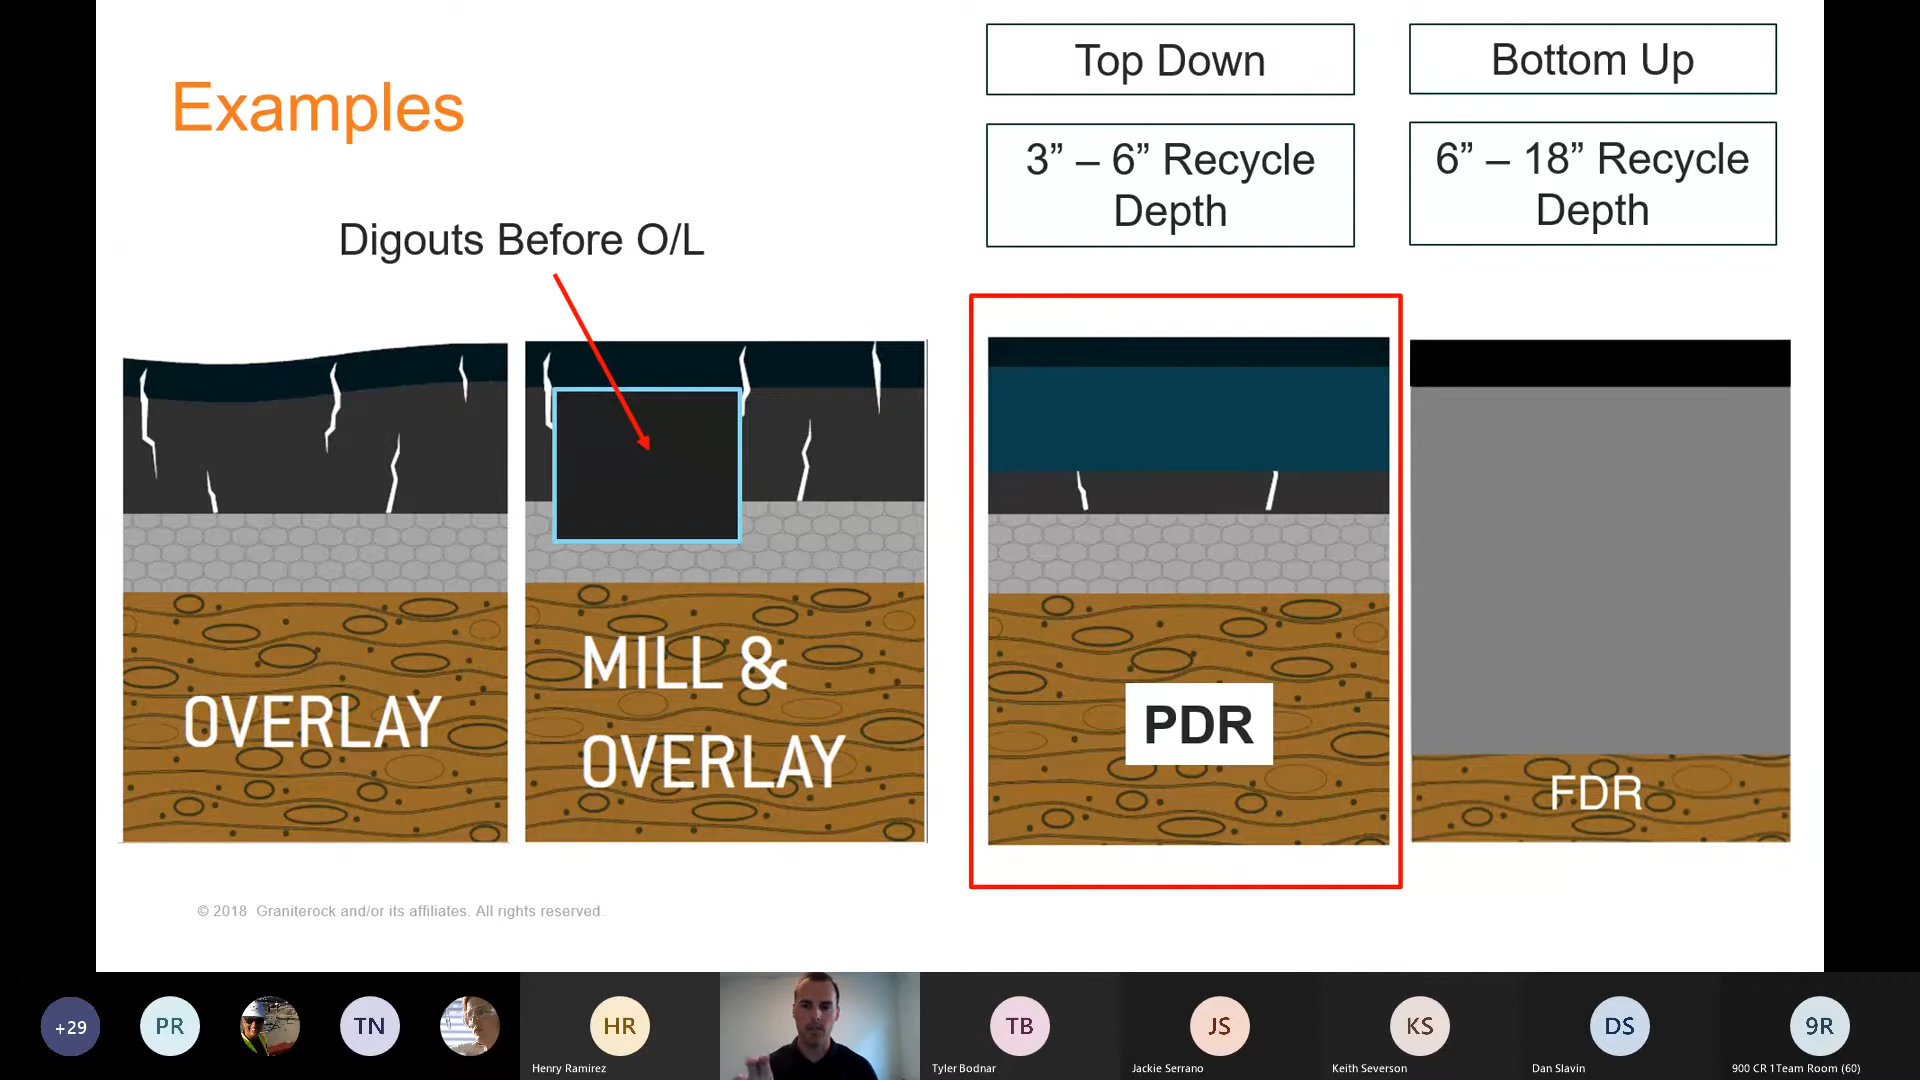 Examples
Top Down
Bottom Up
3” – 6” Recycle
Depth
6” – 18” Recycle
Depth
Digouts Before O/L
OVERLAY
MILL &
OVERLAY
PDR
FDR
© 2018 Graniterock and/or its affiliates. All rights reserved.
+29
PR
TN
HR
Henry Ramirez
TB
Tyler Bodnar
JS
Jackie Serrano
KS
Keith Severson
DS
Dan Slavin
9R
900 CR 1Team Room (60)